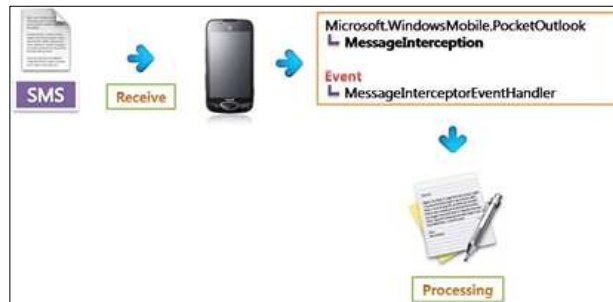 SMS
Receive
Microsoft.WindowsMobile.PocketOutlook
MessageInterception
Event
MessageInterceptorEventHandler
Processing